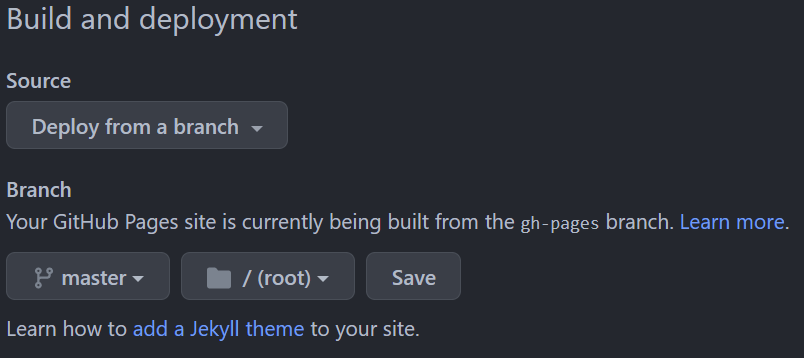 Build and deployment
Source
Deploy from a branch
Branch
Your GitHub Pages site is currently being built from the gh-pages branch. Learn more.
master / (root) Save
Learn how to add a Jekyll theme to your site.